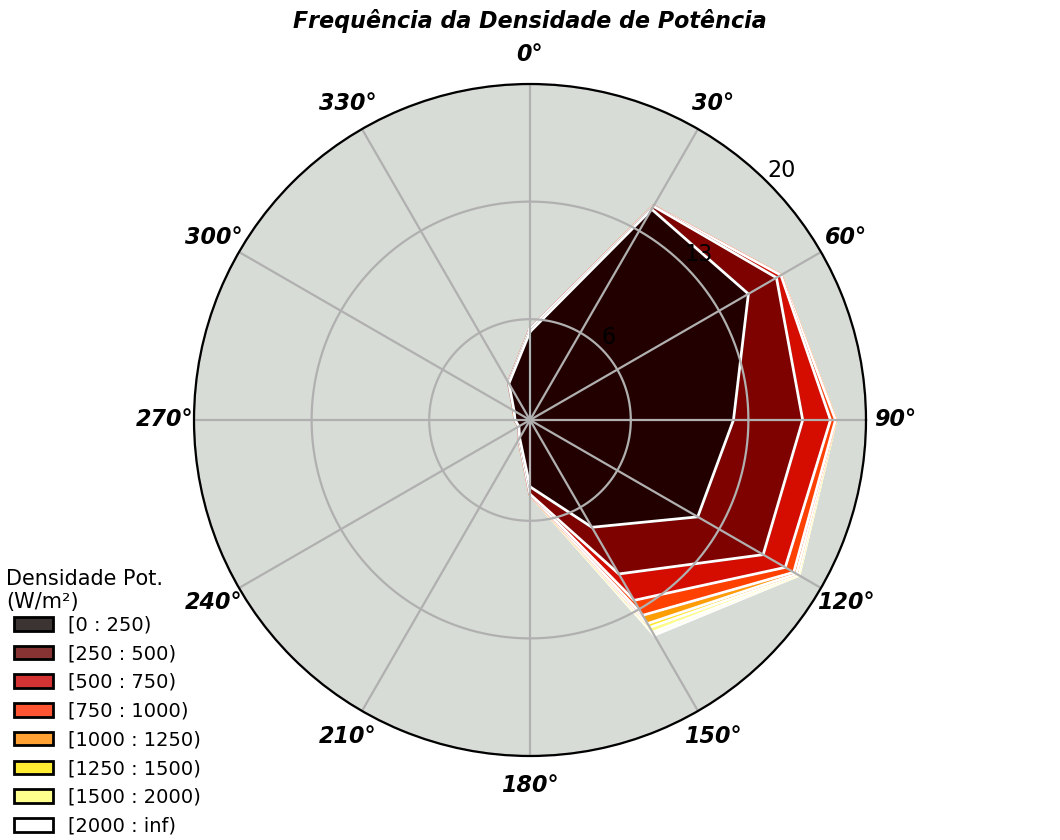 Frequência da Densidade de Potência
0°
330°
30°
20
300°
60°
13
6
270°
90°
240°
120°
210°
150°
180°
Densidade Pot.
(W/m²)
[0 : 250)
[250 : 500)
[500 : 750)
[750 : 1000)
[1000 : 1250)
[1250 : 1500)
[1500 : 2000)
[2000 : inf)